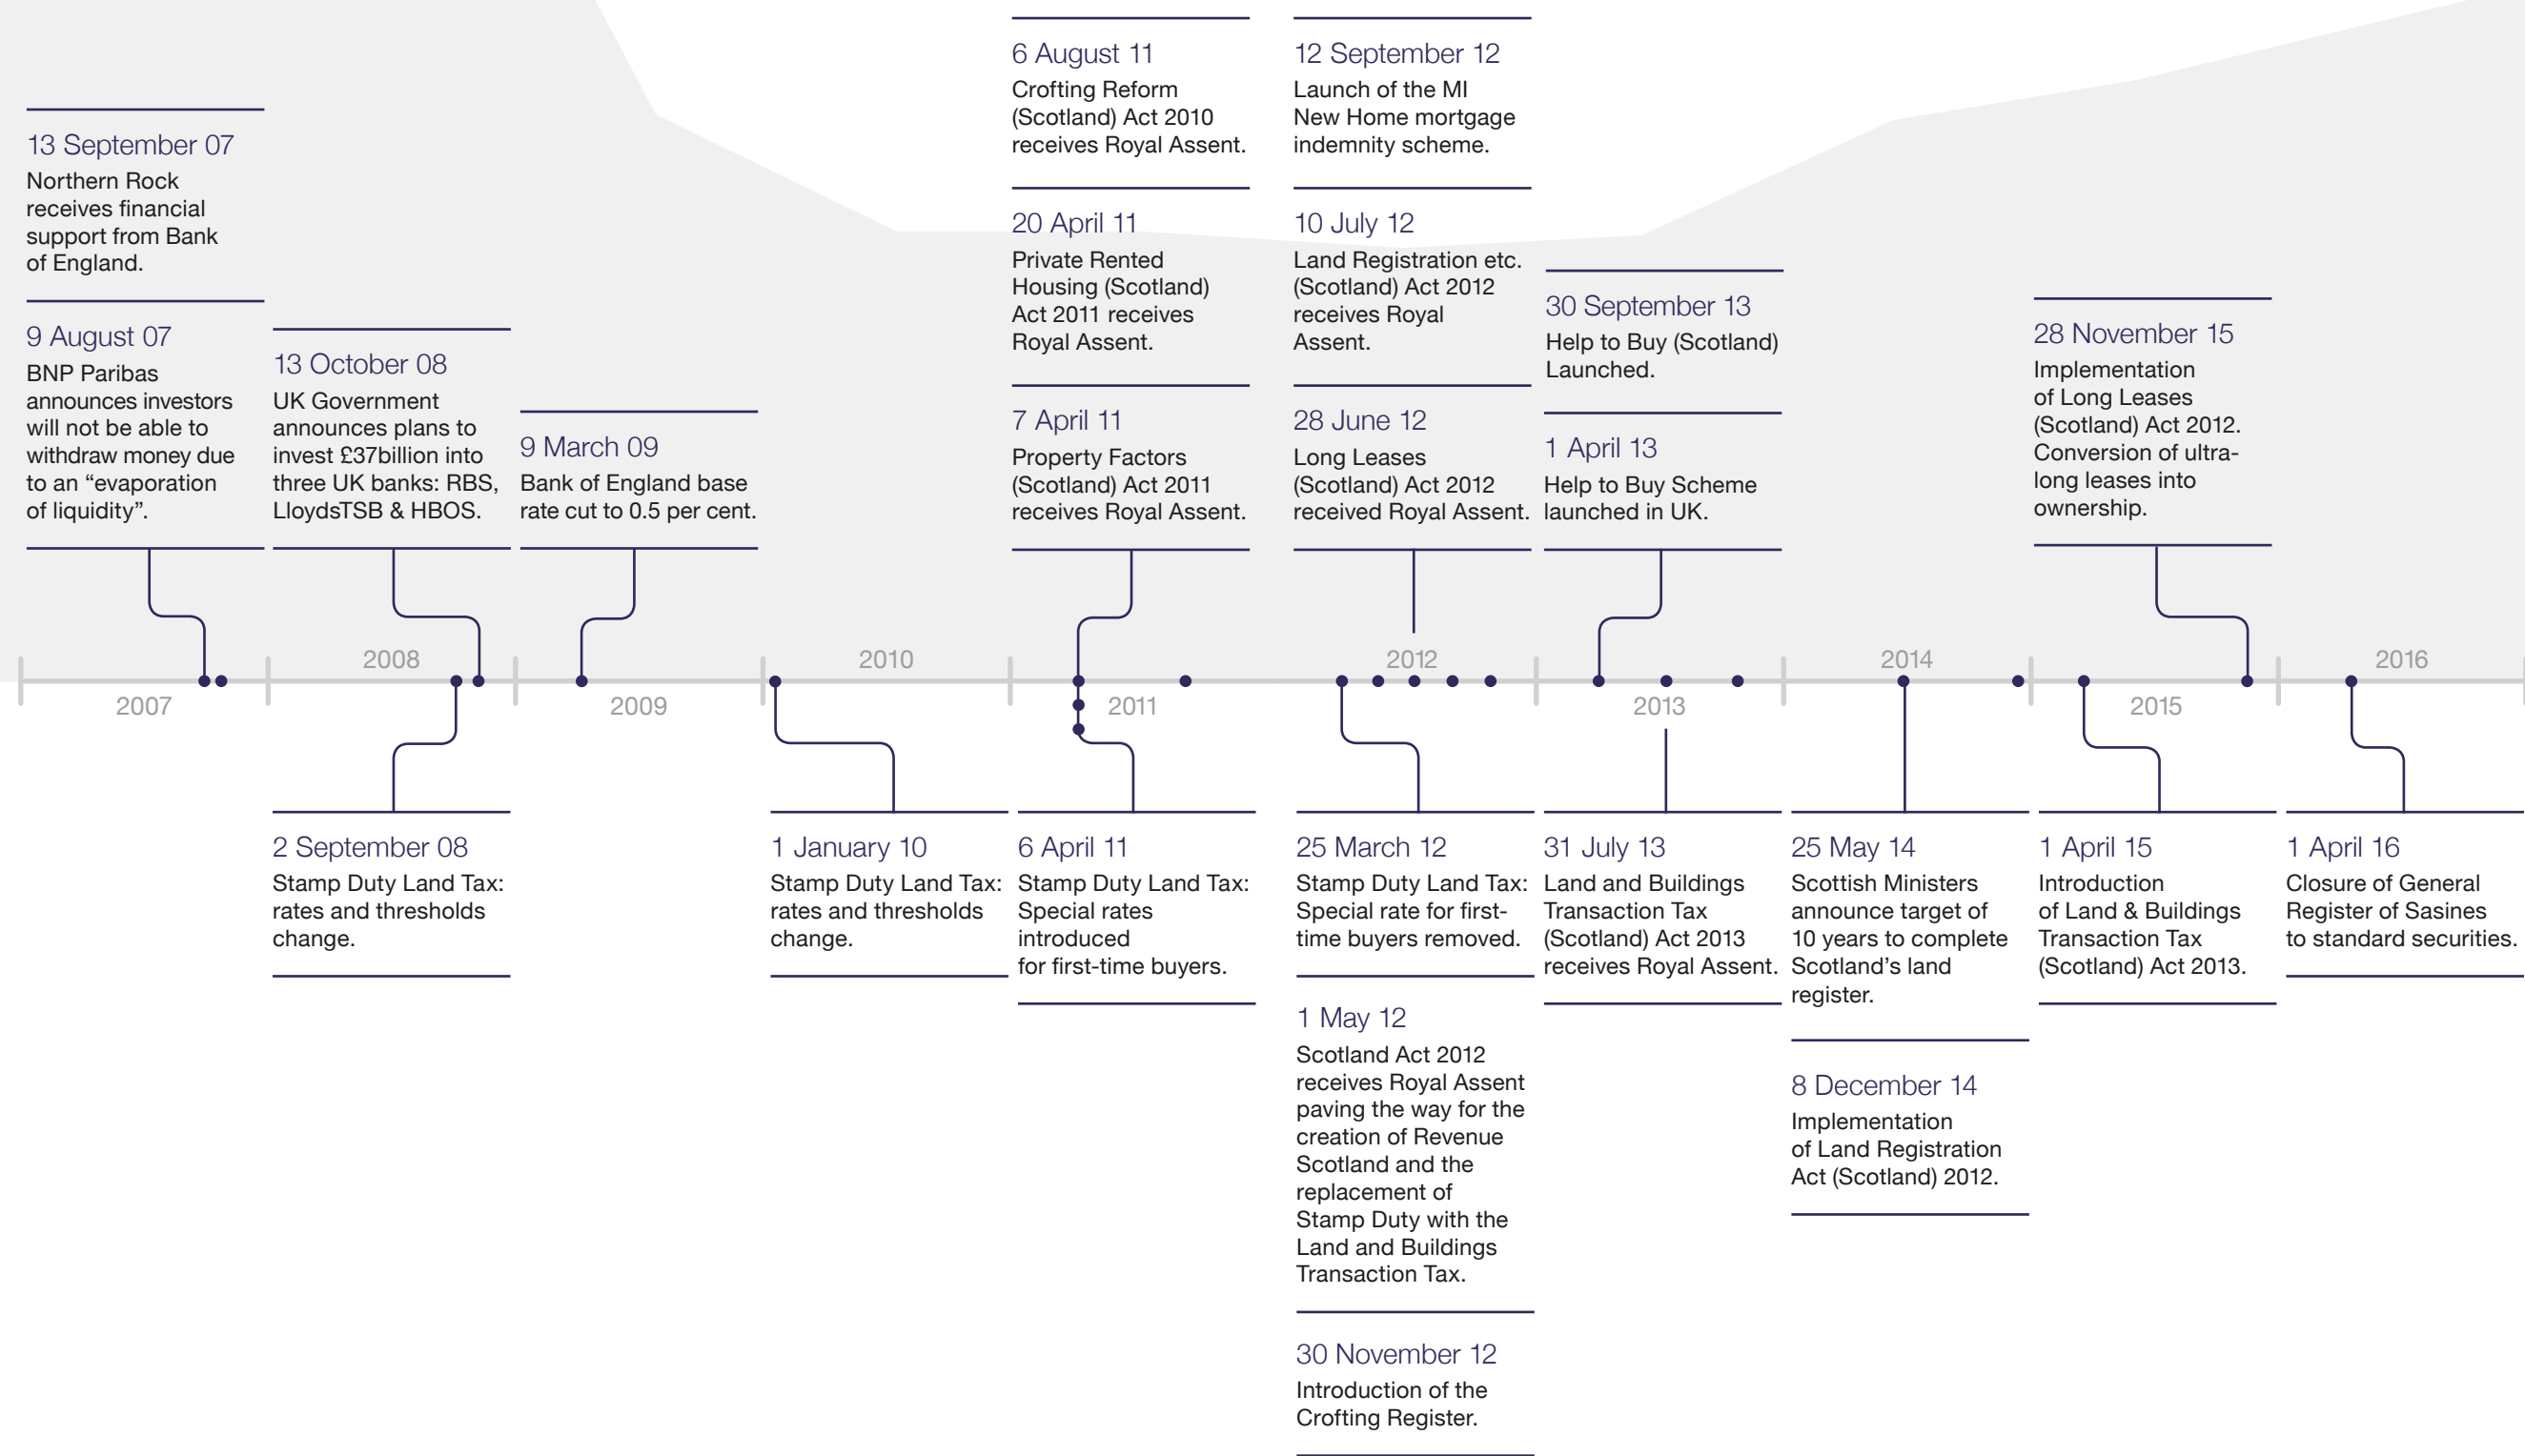 13 September 07
Northern Rock
receives financial
support from Bank
of England.
9 August 07
BNP Paribas
announces investors
will not be able to
withdraw money due
to an “evaporation
of liquidity”.
13 October 08
UK Government
announces plans to
invest £37billion into
three UK banks: RBS,
LloydsTSB & HBOS.
9 March 09
Bank of England base
rate cut to 0.5 per cent.
6 August 11
Crofting Reform
(Scotland) Act 2010
receives Royal Assent.
20 April 11
Private Rented
Housing (Scotland)
Act 2011 receives
Royal Assent.
7 April 11
Property Factors
(Scotland) Act 2011
receives Royal Assent.
12 September 12
Launch of the MI
New Home mortgage
indemnity scheme.
10 July 12
Land Registration etc.
(Scotland) Act 2012
receives Royal
Assent.
28 June 12
Long Leases
(Scotland) Act 2012
received Royal Assent.
30 September 13
Help to Buy (Scotland)
Launched.
1 April 13
Help to Buy Scheme
launched in UK.
28 November 15
Implementation
of Long Leases
(Scotland) Act 2012.
Conversion of ultra-
long leases into
ownership.
2007
2008
2009
2010
2011
2012
2013
2014
2015
2016
2 September 08
Stamp Duty Land Tax:
rates and thresholds
change.
1 January 10
Stamp Duty Land Tax:
rates and thresholds
change.
6 April 11
Stamp Duty Land Tax:
Special rates
introduced
for first-time buyers.
25 March 12
Stamp Duty Land Tax:
Special rate for first-
time buyers removed.
1 May 12
Scotland Act 2012
receives Royal Assent
paving the way for the
creation of Revenue
Scotland and the
replacement of
Stamp Duty with the
Land and Buildings
Transaction Tax.
30 November 12
Introduction of the
Crofting Register.
31 July 13
Land and Buildings
Transaction Tax
(Scotland) Act 2013
receives Royal Assent.
25 May 14
Scottish Ministers
announce target of
10 years to complete
Scotland’s land
register.
8 December 14
Implementation
of Land Registration
Act (Scotland) 2012.
1 April 15
Introduction
of Land & Buildings
Transaction Tax
(Scotland) Act 2013.
1 April 16
Closure of General
Register of Sasines
to standard securities.